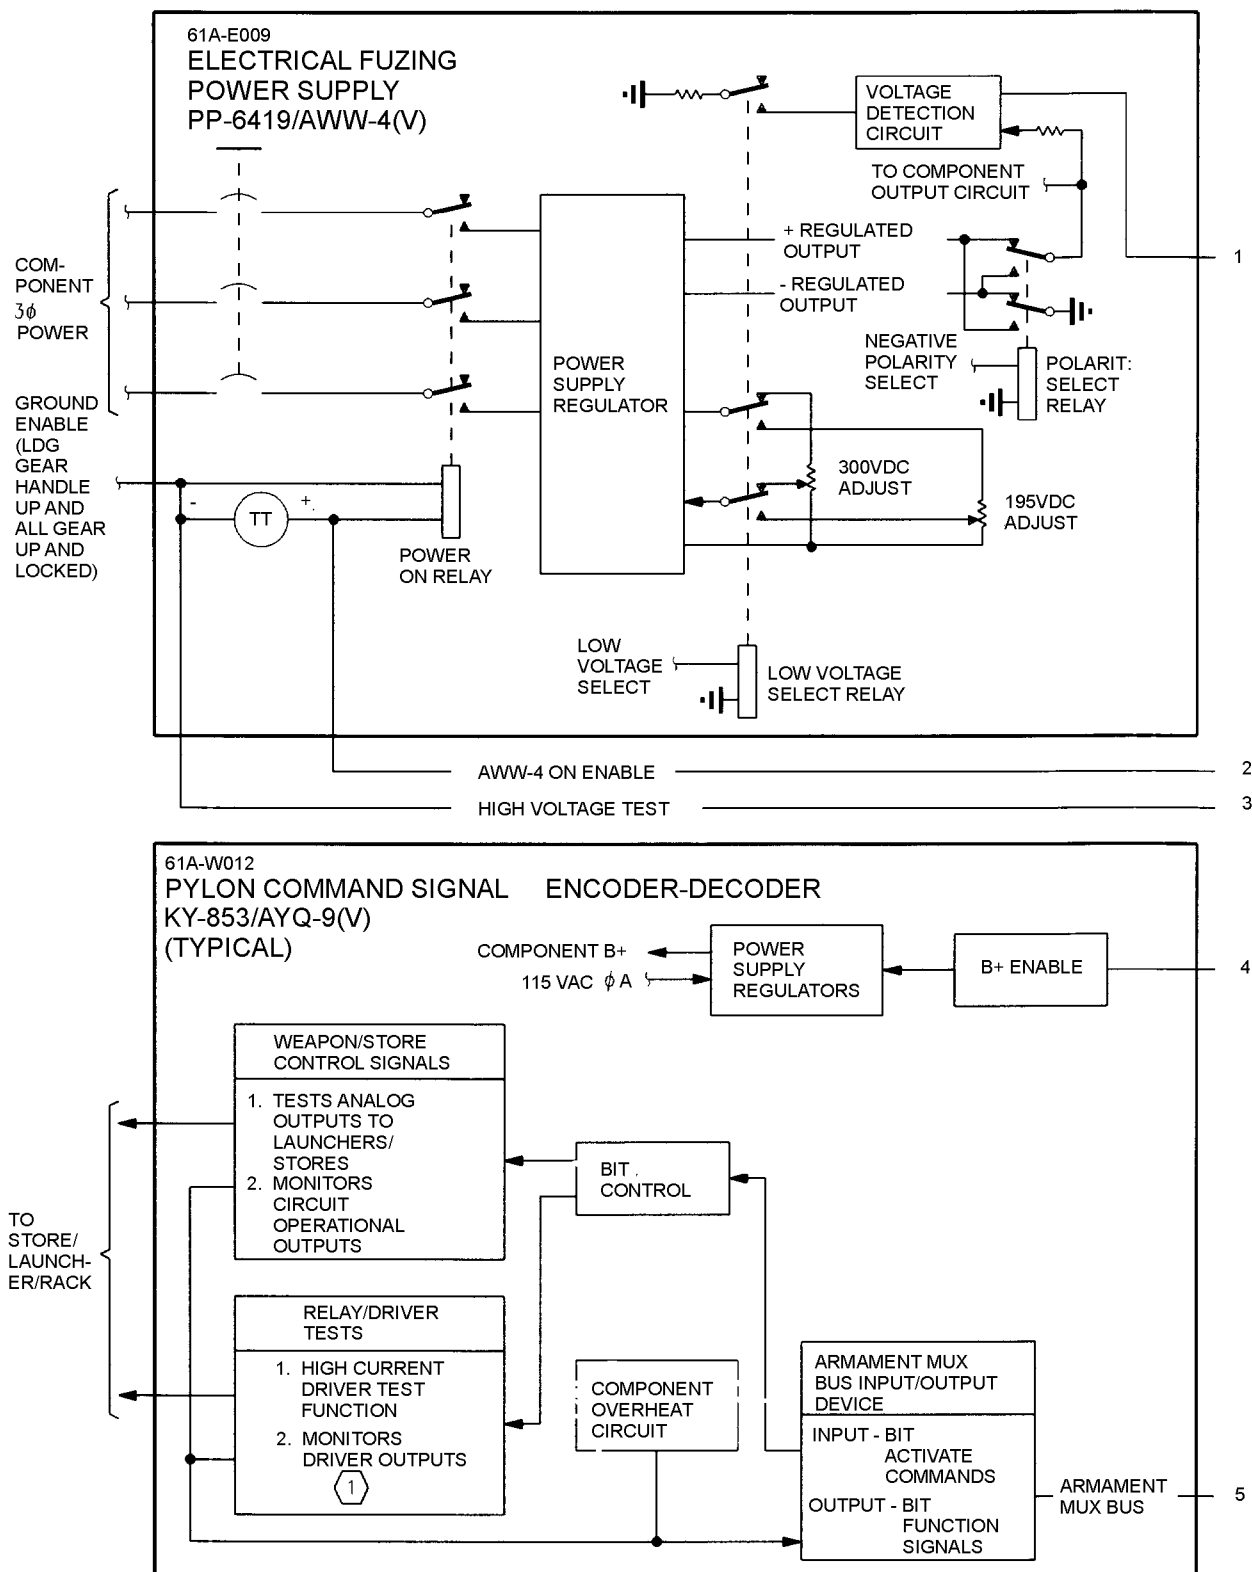 61A-E009
ELECTRICAL FUZING
POWER SUPPLY
PP-6419/AWW-4(V)
VOLTAGE
DETECTION
CIRCUIT
TO COMPONENT
OUTPUT CIRCUIT
+ REGULATED
OUTPUT
- REGULATED
OUTPUT
1
COM-
PONENT
3ϕ
POWER
NEGATIVE
POLARITY
SELECT
POLARIT:
SELECT
RELAY
POWER
SUPPLY
REGULATOR
GROUND
ENABLE
(LDG
GEAR
HANDLE
UP AND
ALL GEAR
UP AND
LOCKED)
- +
TT
POWER
ON RELAY
300VDC
ADJUST
195VDC
ADJUST
LOW
VOLTAGE
SELECT
LOW VOLTAGE
SELECT RELAY
AWW-4 ON ENABLE
2
HIGH VOLTAGE TEST
3
61A-W012
PYLON COMMAND SIGNAL ENCODER-DECODER
KY-853/AYQ-9(V)
(TYPICAL)
COMPONENT B+
115 VAC ϕ A
POWER
SUPPLY
REGULATORS
B+ ENABLE
4
WEAPON/STORE
CONTROL SIGNALS
1. TESTS ANALOG
OUTPUTS TO
LAUNCHERS/
STORES
2. MONITORS
CIRCUIT
OPERATIONAL
OUTPUTS
BIT
CONTROL
TO
STORE/
LAUNCH-
ER/RACK
RELAY/DRIVER
TESTS
1. HIGH CURRENT
DRIVER TEST
FUNCTION
2. MONITORS
DRIVER OUTPUTS
1
COMPONENT
OVERHEAT
CIRCUIT
ARMAMENT MUX
BUS INPUT/OUTPUT
DEVICE
INPUT - BIT
ACTIVATE
COMMANDS
OUTPUT - BIT
FUNCTION
SIGNALS
ARMAMENT
MUX BUS
5